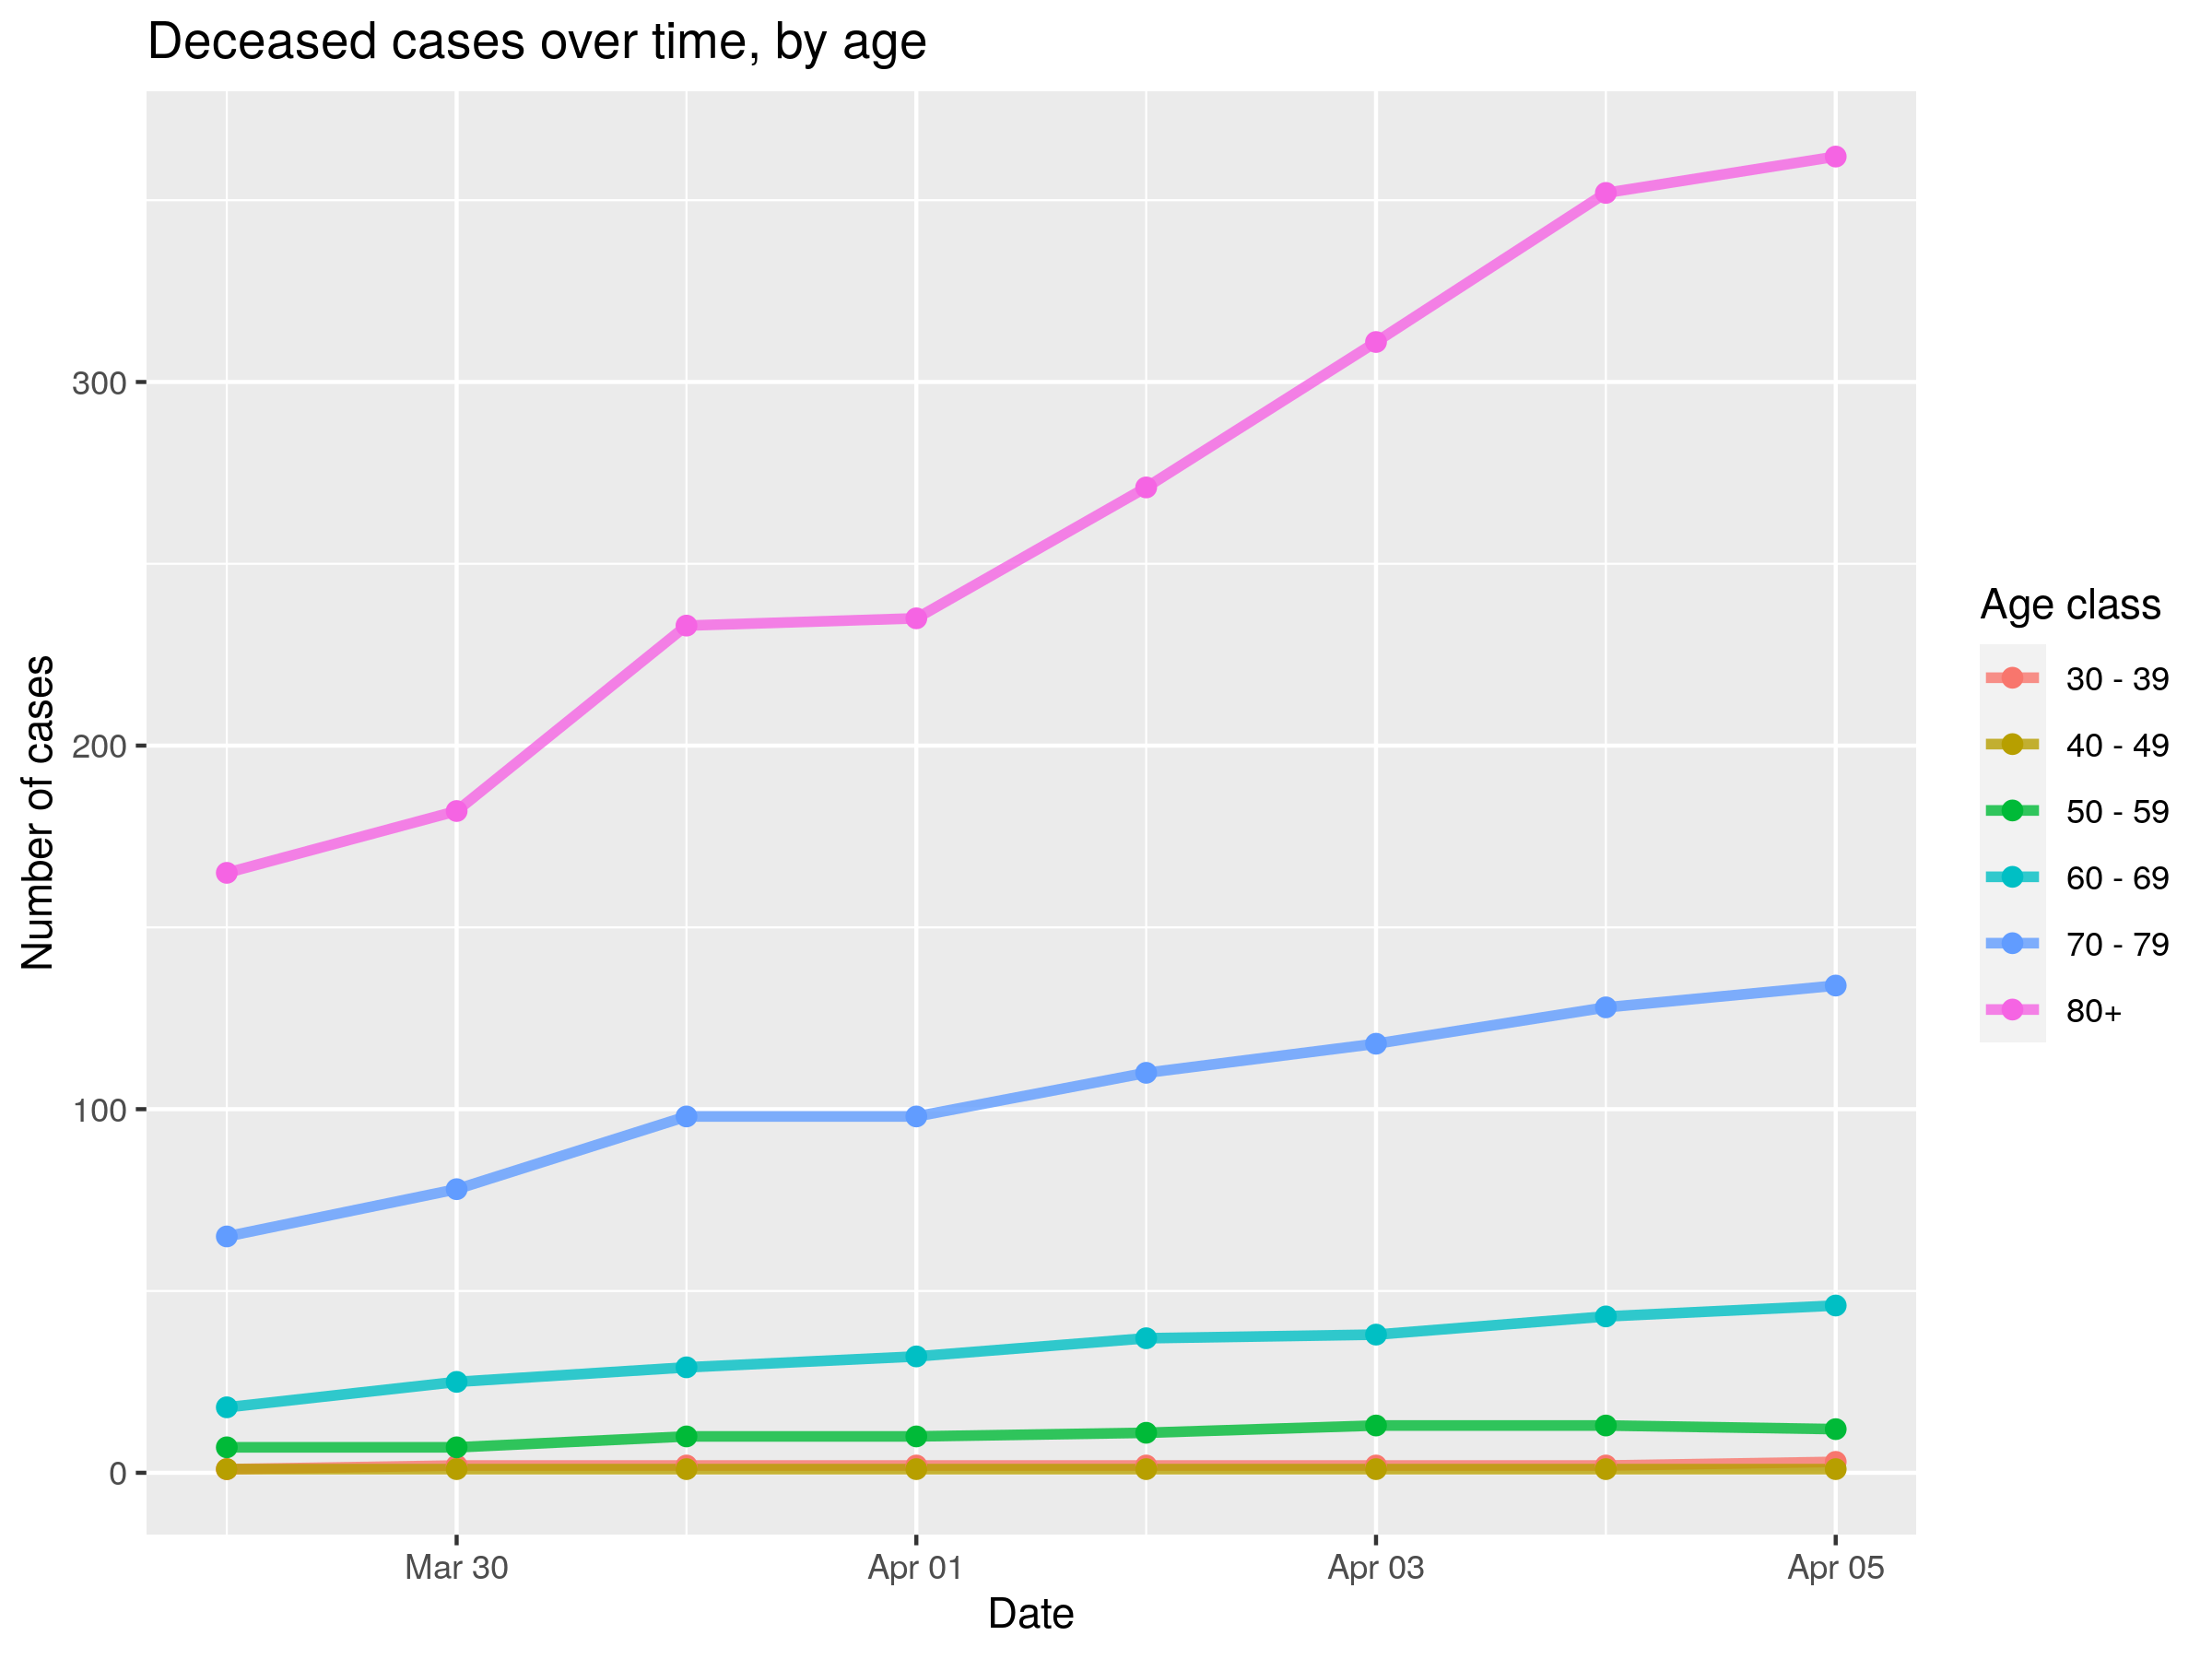 Deceased cases over time, by age
Number of cases
300
200
100
0
Mar 30
Apr 01
Apr 03
Apr 05
Date
Age class
30 - 39
40 - 49
50 - 59
60 - 69
70 - 79
80+